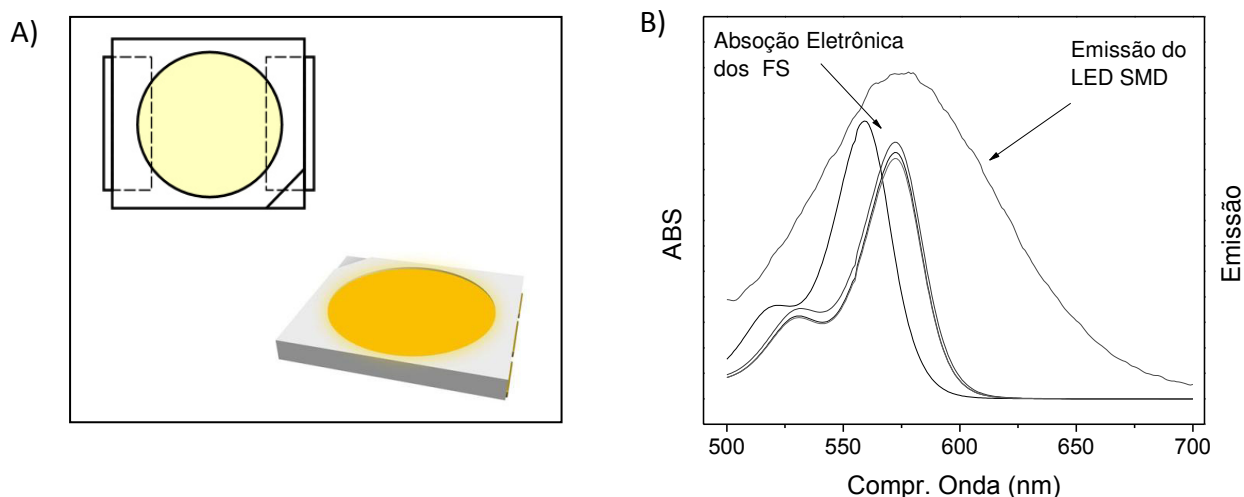 A)
B)
Absoção Eletrônica
dos FS
Emissão do
LED SMD
ABS
Emissão
500
550
600
650
700
Compr. Onda (nm)